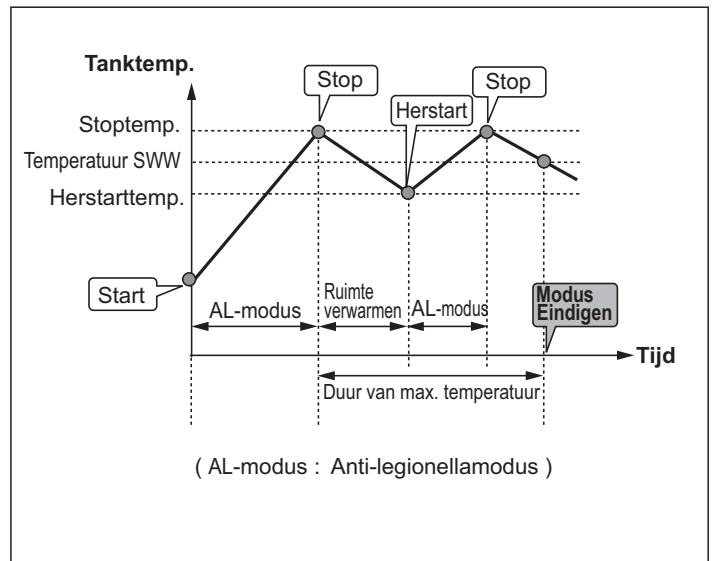 Tanktemp.
Stop
Stop
Herstart
Stoptemp.
Temperatuur SWW
Herstarttemp.
Start
AL-modus
Ruimte
verwarmen
AL-modus
Modus
Eindigen
Tijd
Duur van max. temperatuur
( AL-modus : Anti-legionellamodus )